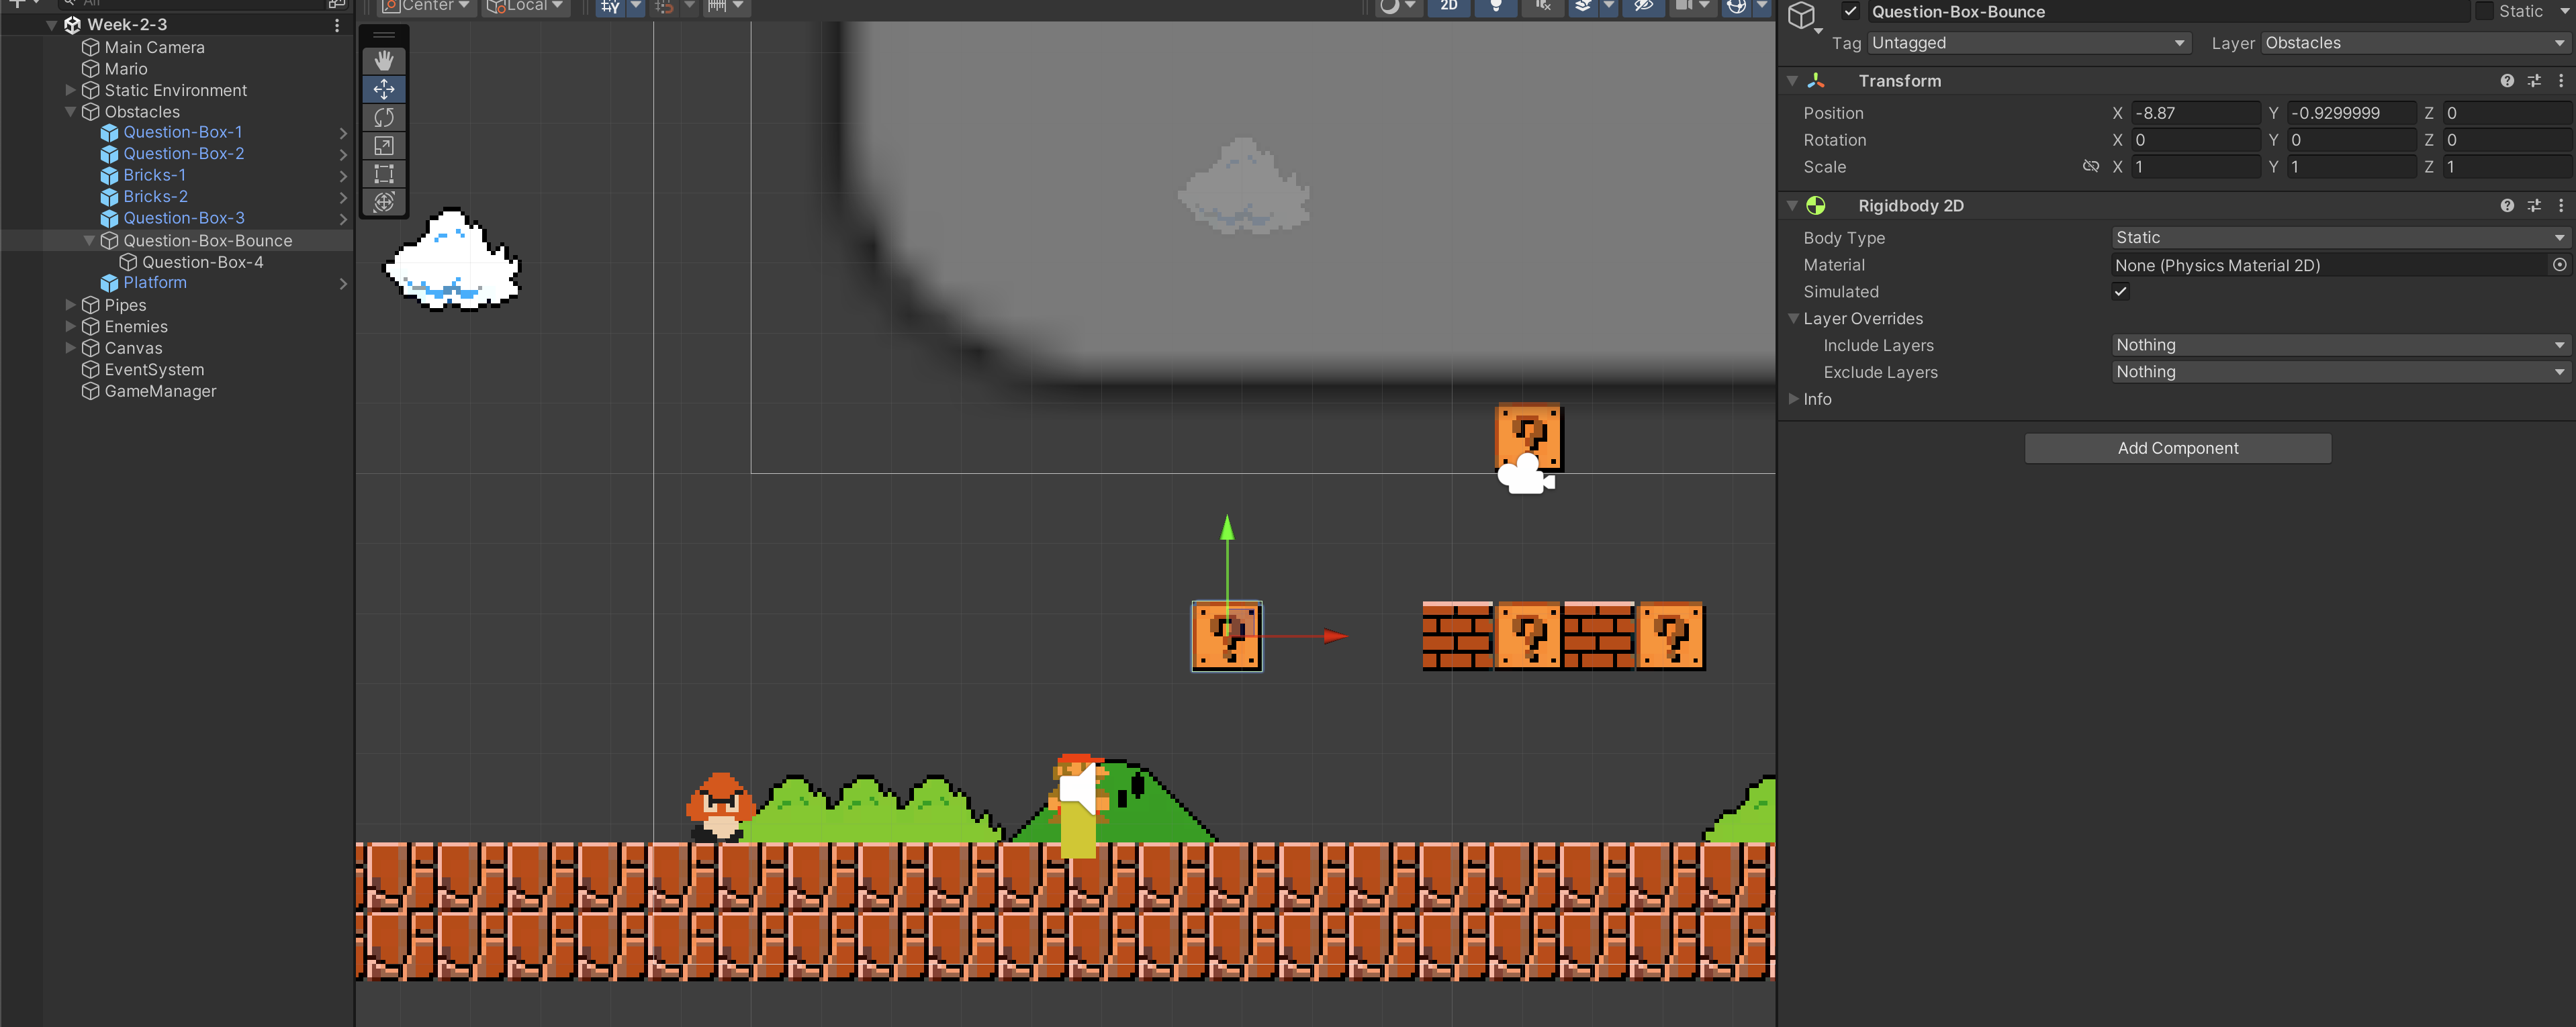 All
Week-2-3
Main Camera
Mario
Static Environment
Obstacles
Question-Box-1
Question-Box-2
Bricks-1
Bricks-2
Question-Box-3
Question-Box-Bounce
Question-Box-4
Platform
Pipes
Enemies
Canvas
EventSystem
GameManager
Center
Local
2D
?
?
?
?
Question-Box-Bounce
Static
Tag Untagged Layer Obstacles
Transform
Position X -8.87 Y -0.9299999 Z 0
Rotation X 0 Y 0 Z 0
Scale X 1 Y 1 Z 1
Rigidbody 2D
Body Type Static
Material None (Physics Material 2D)
Simulated
Layer Overrides
Include Layers Nothing
Exclude Layers Nothing
Info
Add Component